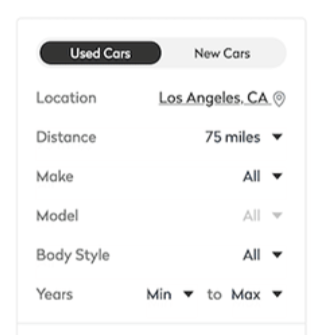 Used Cars New Cars
Location Los Angeles, CA
Distance 75 miles
Make All
Model All
Body Style All
Years Min to Max